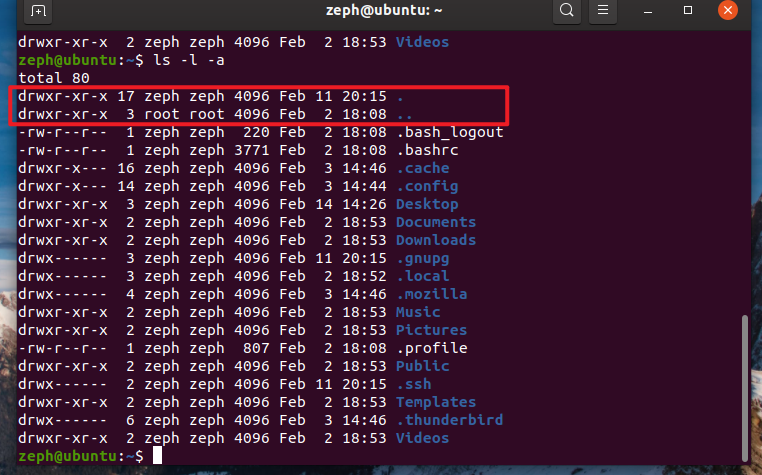 zeph@ubuntu: ~
drwxr-xr-x  2 zeph zeph 4096 Feb  2 18:53 Videos
zeph@ubuntu:~$ ls -l -a
total 80
drwxr-xr-x 17 zeph zeph 4096 Feb 11 20:15 .
drwxr-xr-x  3 root root 4096 Feb  2 18:08 ..
-rw-r--r--  1 zeph zeph  220 Feb  2 18:08 .bash_logout
-rw-r--r--  1 zeph zeph 3771 Feb  2 18:08 .bashrc
drwxr-x--- 16 zeph zeph 4096 Feb  3 14:46 .cache
drwxr-x--- 14 zeph zeph 4096 Feb  3 14:44 .config
drwxr-xr-x  3 zeph zeph 4096 Feb 14 14:26 Desktop
drwxr-xr-x  2 zeph zeph 4096 Feb  2 18:53 Documents
drwxr-xr-x  2 zeph zeph 4096 Feb  2 18:53 Downloads
drwx------  3 zeph zeph 4096 Feb 11 20:15 .gnupg
drwx------  3 zeph zeph 4096 Feb  2 18:52 .local
drwx------  4 zeph zeph 4096 Feb  3 14:46 .mozilla
drwxr-xr-x  2 zeph zeph 4096 Feb  2 18:53 Music
drwxr-xr-x  2 zeph zeph 4096 Feb  2 18:53 Pictures
-rw-r--r--  1 zeph zeph  807 Feb  2 18:08 .profile
drwxr-xr-x  2 zeph zeph 4096 Feb  2 18:53 Public
drwx------  2 zeph zeph 4096 Feb 11 20:15 .ssh
drwxr-xr-x  2 zeph zeph 4096 Feb  2 18:53 Templates
drwx------  6 zeph zeph 4096 Feb  3 14:46 .thunderbird
drwxr-xr-x  2 zeph zeph 4096 Feb  2 18:53 Videos
zeph@ubuntu:~$